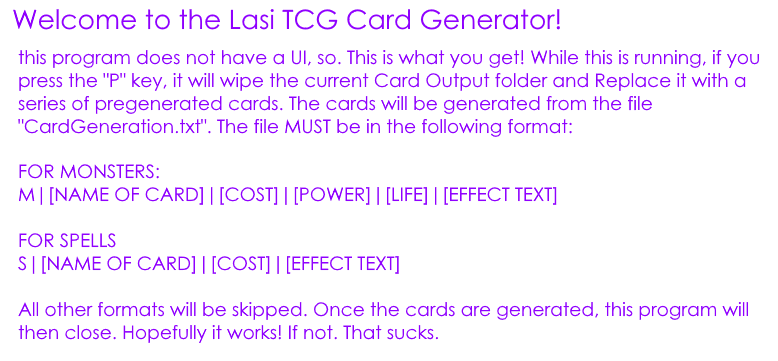 Welcome to the Lasi TCG Card Generator!
this program does not have a UI, so. This is what you get! While this is running, if you
press the "P" key, it will wipe the current Card Output folder and Replace it with a
series of pregenerated cards. The cards will be generated from the file
"CardGeneration.txt". The file MUST be in the following format:
FOR MONSTERS:
M|[NAME OF CARD]|[COST]|[POWER]|[LIFE]|[EFFECT TEXT]
FOR SPELLS
S|[NAME OF CARD]|[COST]|[EFFECT TEXT]
All other formats will be skipped. Once the cards are generated, this program will
then close. Hopefully it works! If not. That sucks.